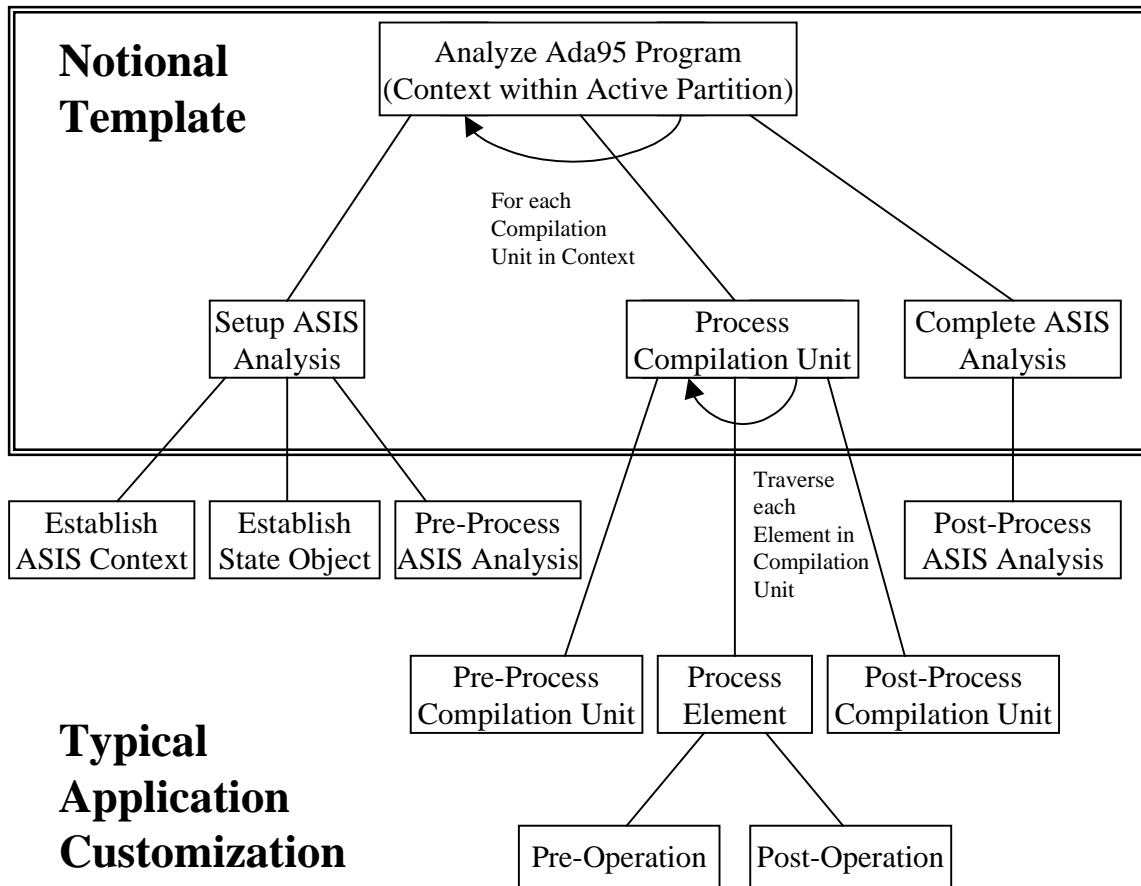 Notional
Template
Analyze Ada95 Program
(Context within Active Partition)
For each
Compilation
Unit in Context
Setup ASIS
Analysis
Process
Compilation Unit
Complete ASIS
Analysis
Establish
ASIS Context
Establish
State Object
Pre-Process
ASIS Analysis
Traverse
each
Element in
Compilation
Unit
Post-Process
ASIS Analysis
Pre-Process
Compilation Unit
Process
Element
Post-Process
Compilation Unit
Typical
Application
Customization
Pre-Operation
Post-Operation